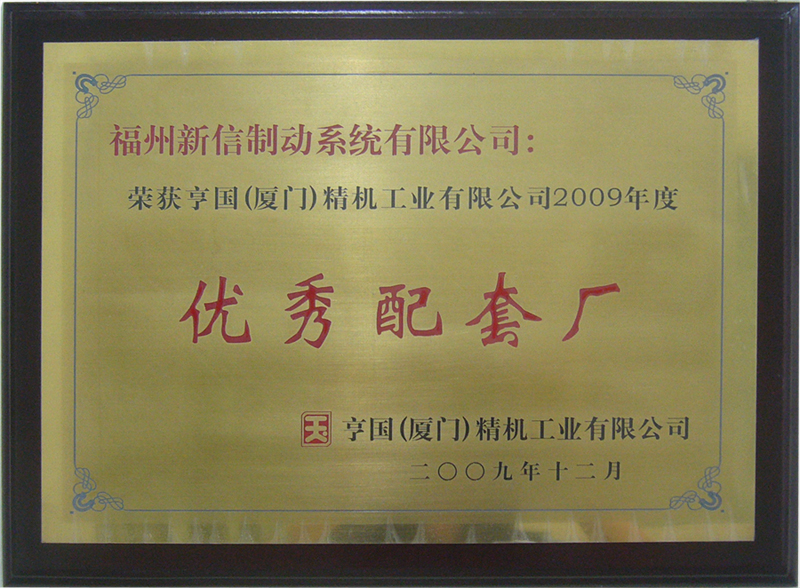 福州新信制动系统有限公司：
荣获亨国(厦门)精机工业有限公司2009年度
优秀配套厂
天 亨国(厦门)精机工业有限公司
二〇〇九年十二月